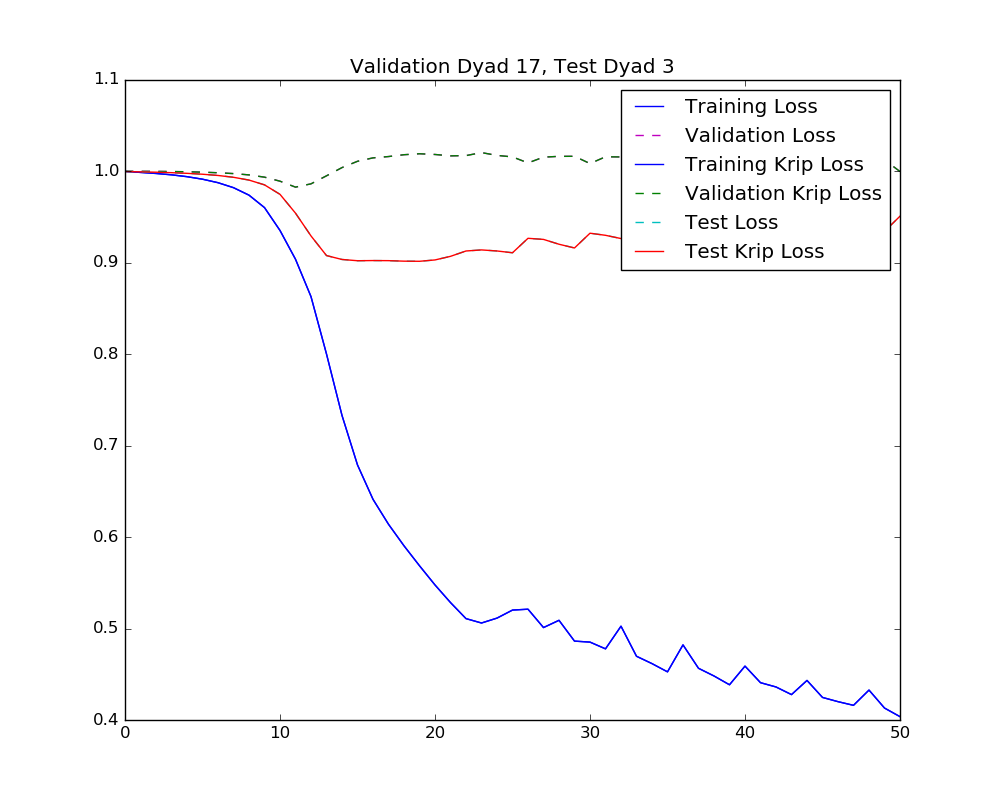 Validation Dyad 17, Test Dyad 3
1.1
1.0
0.9
0.8
0.7
0.6
0.5
0.4
Training Loss
Validation Loss
Training Krip Loss
Validation Krip Loss
Test Loss
Test Krip Loss
0 10 20 30 40 50